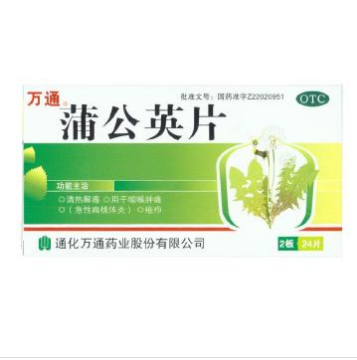 万通®
批准文号:国药准字Z22020951
OTC
蒲公英片
功能主治
○清热解毒 ○用于咽喉肿痛
○(急性扁桃体炎) ○疮疖
通化万通药业股份有限公司
2板 24片